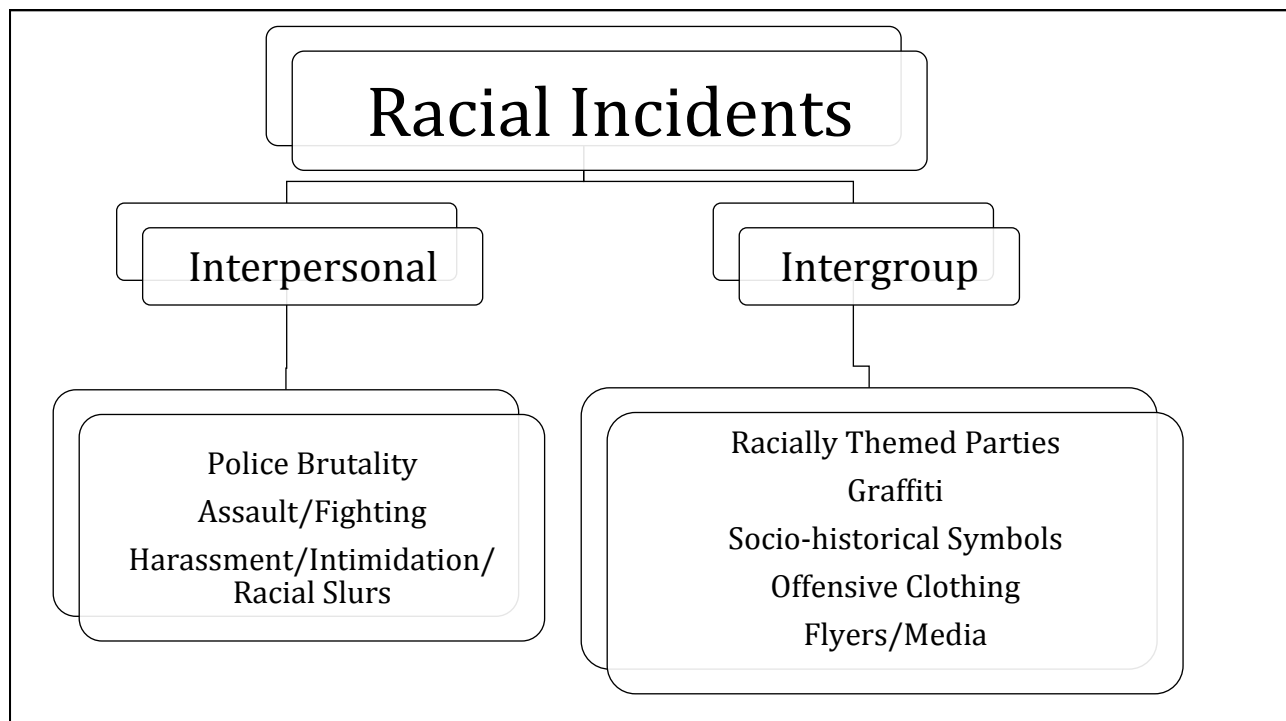 Racial Incidents
Interpersonal
Intergroup
Police Brutality
Assault/Fighting
Harassment/Intimidation/
Racial Slurs
Racially Themed Parties
Graffiti
Socio-historical Symbols
Offensive Clothing
Flyers/Media